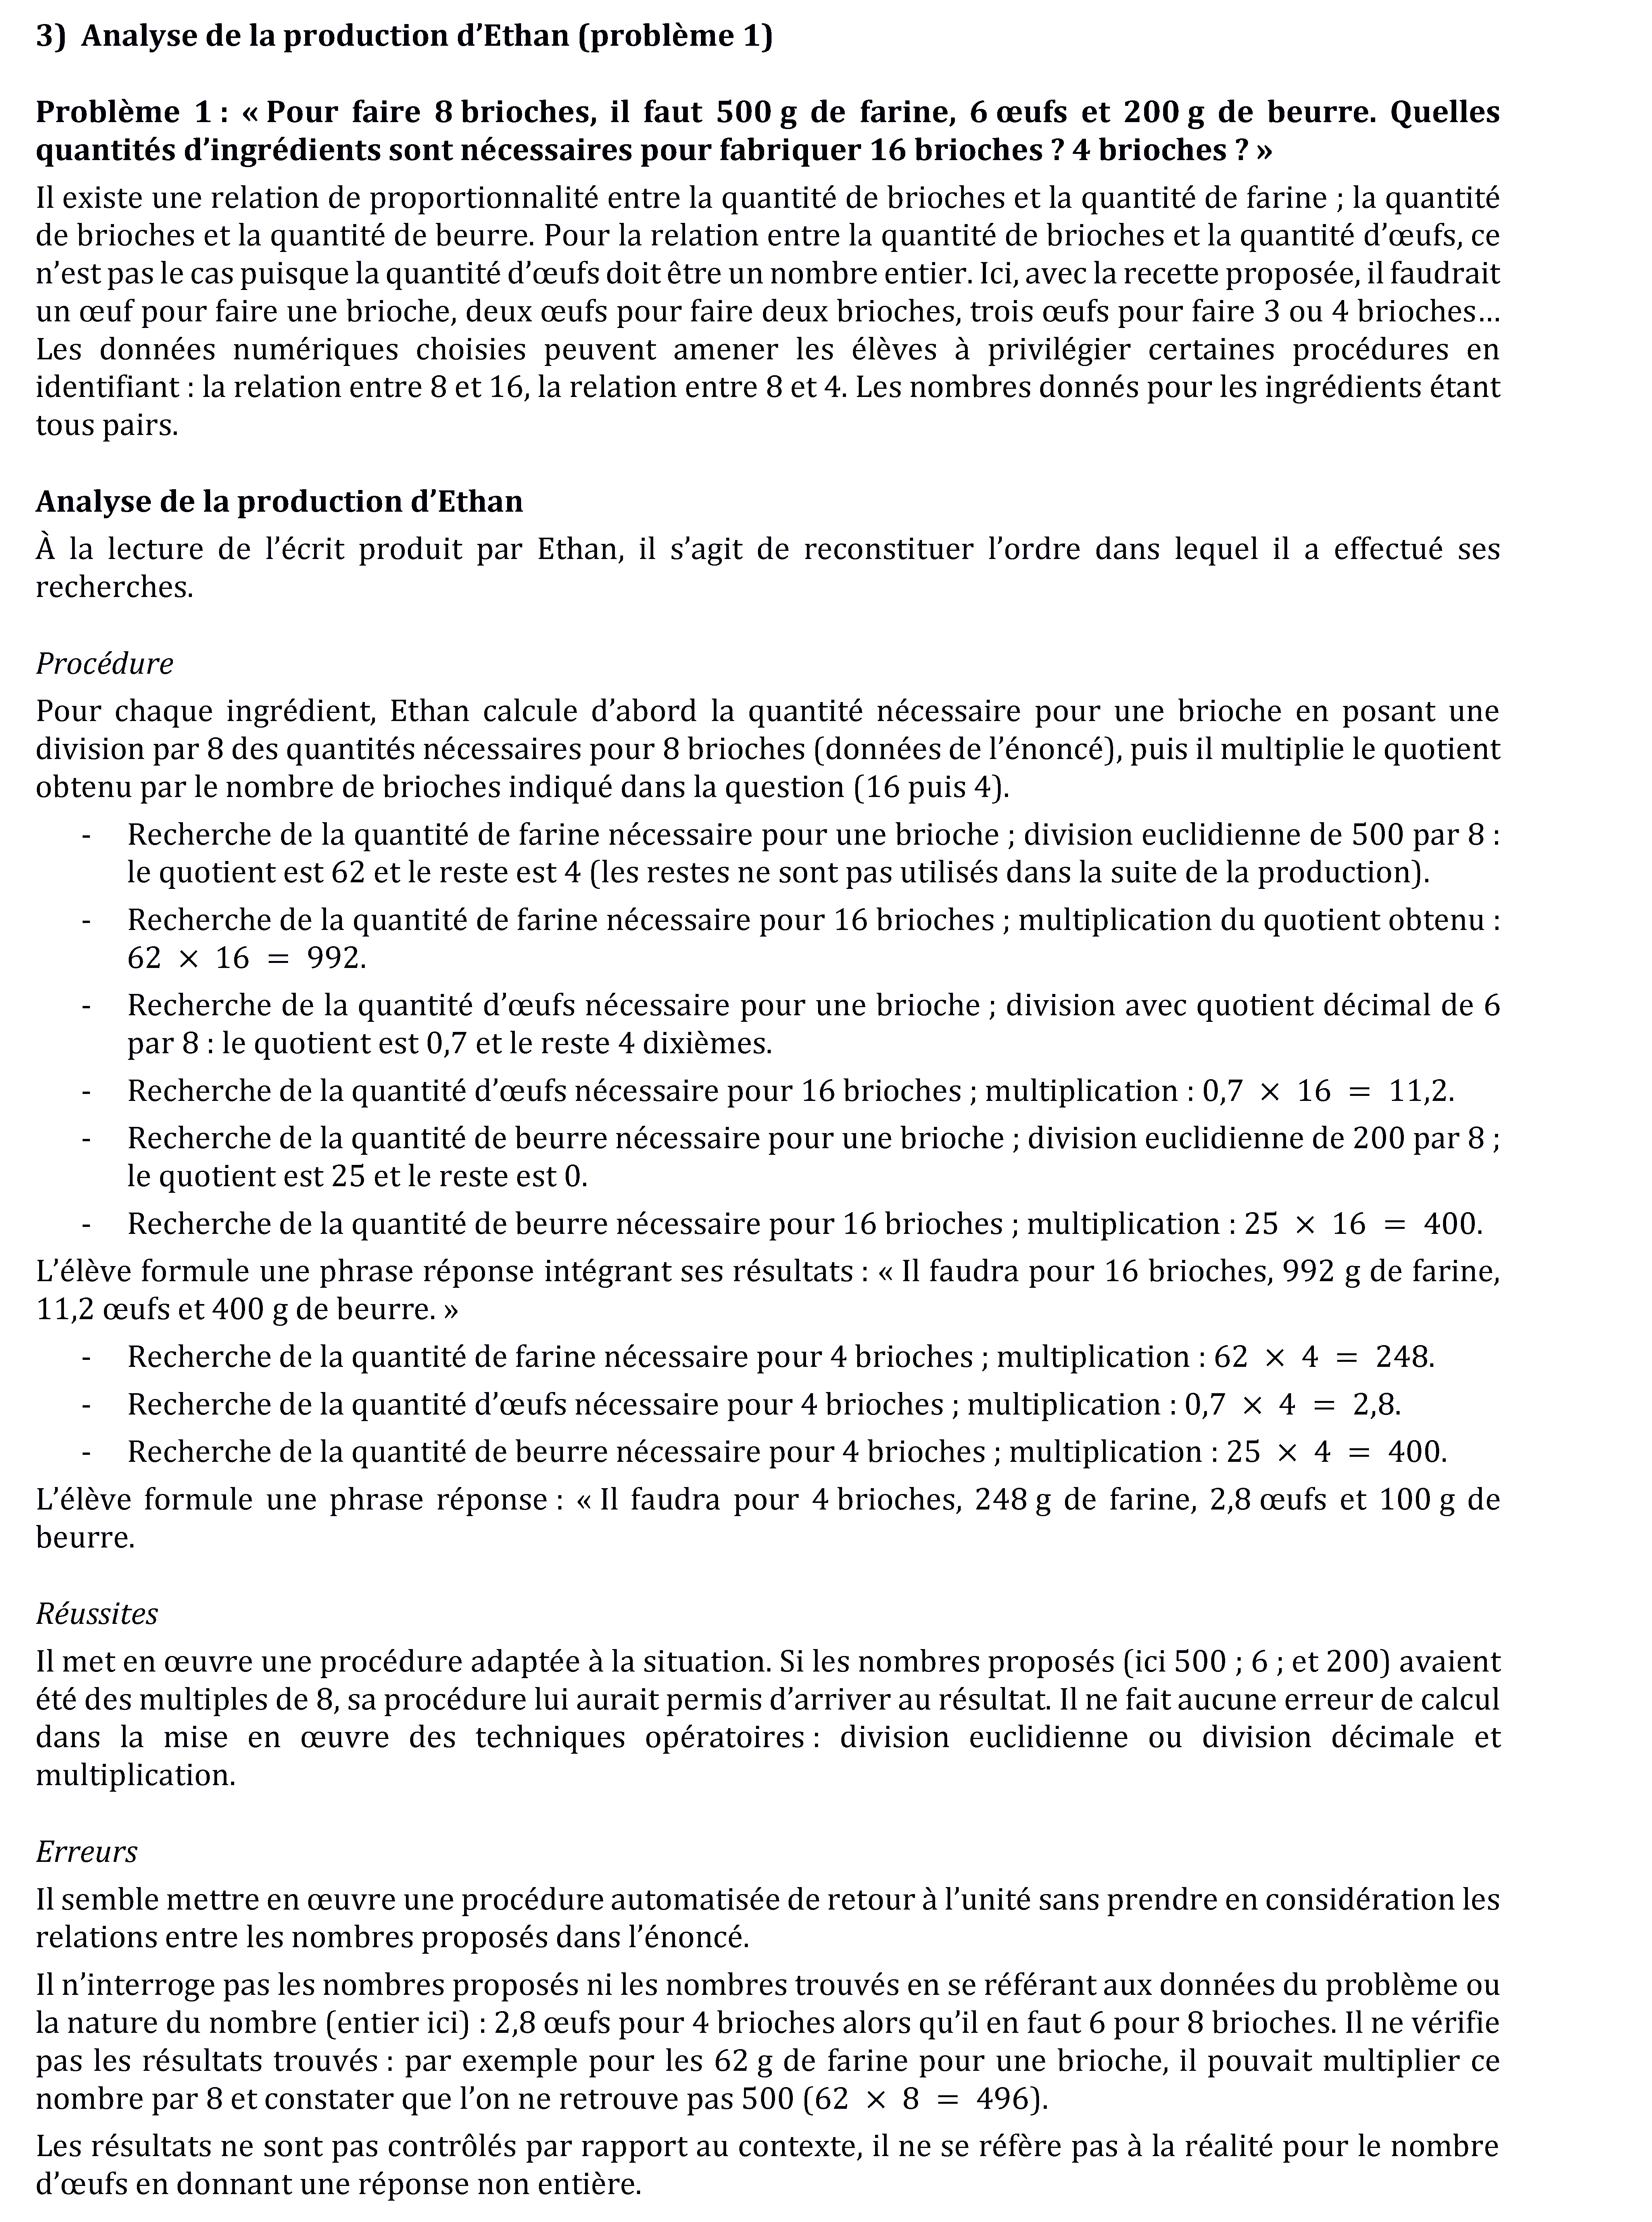 3) Analyse de la production d’Ethan (problème 1)
Problème 1 : « Pour faire 8 brioches, il faut 500 g de farine, 6 œufs et 200 g de beurre. Quelles
quantités d’ingrédients sont nécessaires pour fabriquer 16 brioches ? 4 brioches ? »
Il existe une relation de proportionnalité entre la quantité de brioches et la quantité de farine ; la quantité
de brioches et la quantité de beurre. Pour la relation entre la quantité de brioches et la quantité d’œufs, ce
n’est pas le cas puisque la quantité d’œufs doit être un nombre entier. Ici, avec la recette proposée, il faudrait
un œuf pour faire une brioche, deux œufs pour faire deux brioches, trois œufs pour faire 3 ou 4 brioches…
Les données numériques choisies peuvent amener les élèves à privilégier certaines procédures en
identifiant : la relation entre 8 et 16, la relation entre 8 et 4. Les nombres donnés pour les ingrédients étant
tous pairs.
Analyse de la production d’Ethan
À la lecture de l’écrit produit par Ethan, il s’agit de reconstituer l’ordre dans lequel il a effectué ses
recherches.
Procédure
Pour chaque ingrédient, Ethan calcule d’abord la quantité nécessaire pour une brioche en posant une
division par 8 des quantités nécessaires pour 8 brioches (données de l’énoncé), puis il multiplie le quotient
obtenu par le nombre de brioches indiqué dans la question (16 puis 4).
- Recherche de la quantité de farine nécessaire pour une brioche ; division euclidienne de 500 par 8 :
le quotient est 62 et le reste est 4 (les restes ne sont pas utilisés dans la suite de la production).
- Recherche de la quantité de farine nécessaire pour 16 brioches ; multiplication du quotient obtenu :
62 × 16 = 992.
- Recherche de la quantité d’œufs nécessaire pour une brioche ; division avec quotient décimal de 6
par 8 : le quotient est 0,7 et le reste 4 dixièmes.
- Recherche de la quantité d’œufs nécessaire pour 16 brioches ; multiplication : 0,7 × 16 = 11,2.
- Recherche de la quantité de beurre nécessaire pour une brioche ; division euclidienne de 200 par 8 ;
le quotient est 25 et le reste est 0.
- Recherche de la quantité de beurre nécessaire pour 16 brioches ; multiplication : 25 × 16 = 400.
L’élève formule une phrase réponse intégrant ses résultats : « Il faudra pour 16 brioches, 992 g de farine,
11,2 œufs et 400 g de beurre. »
- Recherche de la quantité de farine nécessaire pour 4 brioches ; multiplication : 62 × 4 = 248.
- Recherche de la quantité d’œufs nécessaire pour 4 brioches ; multiplication : 0,7 × 4 = 2,8.
- Recherche de la quantité de beurre nécessaire pour 4 brioches ; multiplication : 25 × 4 = 400.
L’élève formule une phrase réponse : « Il faudra pour 4 brioches, 248 g de farine, 2,8 œufs et 100 g de
beurre.
Réussites
Il met en œuvre une procédure adaptée à la situation. Si les nombres proposés (ici 500 ; 6 ; et 200) avaient
été des multiples de 8, sa procédure lui aurait permis d’arriver au résultat. Il ne fait aucune erreur de calcul
dans la mise en œuvre des techniques opératoires : division euclidienne ou division décimale et
multiplication.
Erreurs
Il semble mettre en œuvre une procédure automatisée de retour à l’unité sans prendre en considération les
relations entre les nombres proposés dans l’énoncé.
Il n’interroge pas les nombres proposés ni les nombres trouvés en se référant aux données du problème ou
la nature du nombre (entier ici) : 2,8 œufs pour 4 brioches alors qu’il en faut 6 pour 8 brioches. Il ne vérifie
pas les résultats trouvés : par exemple pour les 62 g de farine pour une brioche, il pouvait multiplier ce
nombre par 8 et constater que l’on ne retrouve pas 500 (62 × 8 = 496).
Les résultats ne sont pas contrôlés par rapport au contexte, il ne se réfère pas à la réalité pour le nombre
d’œufs en donnant une réponse non entière.